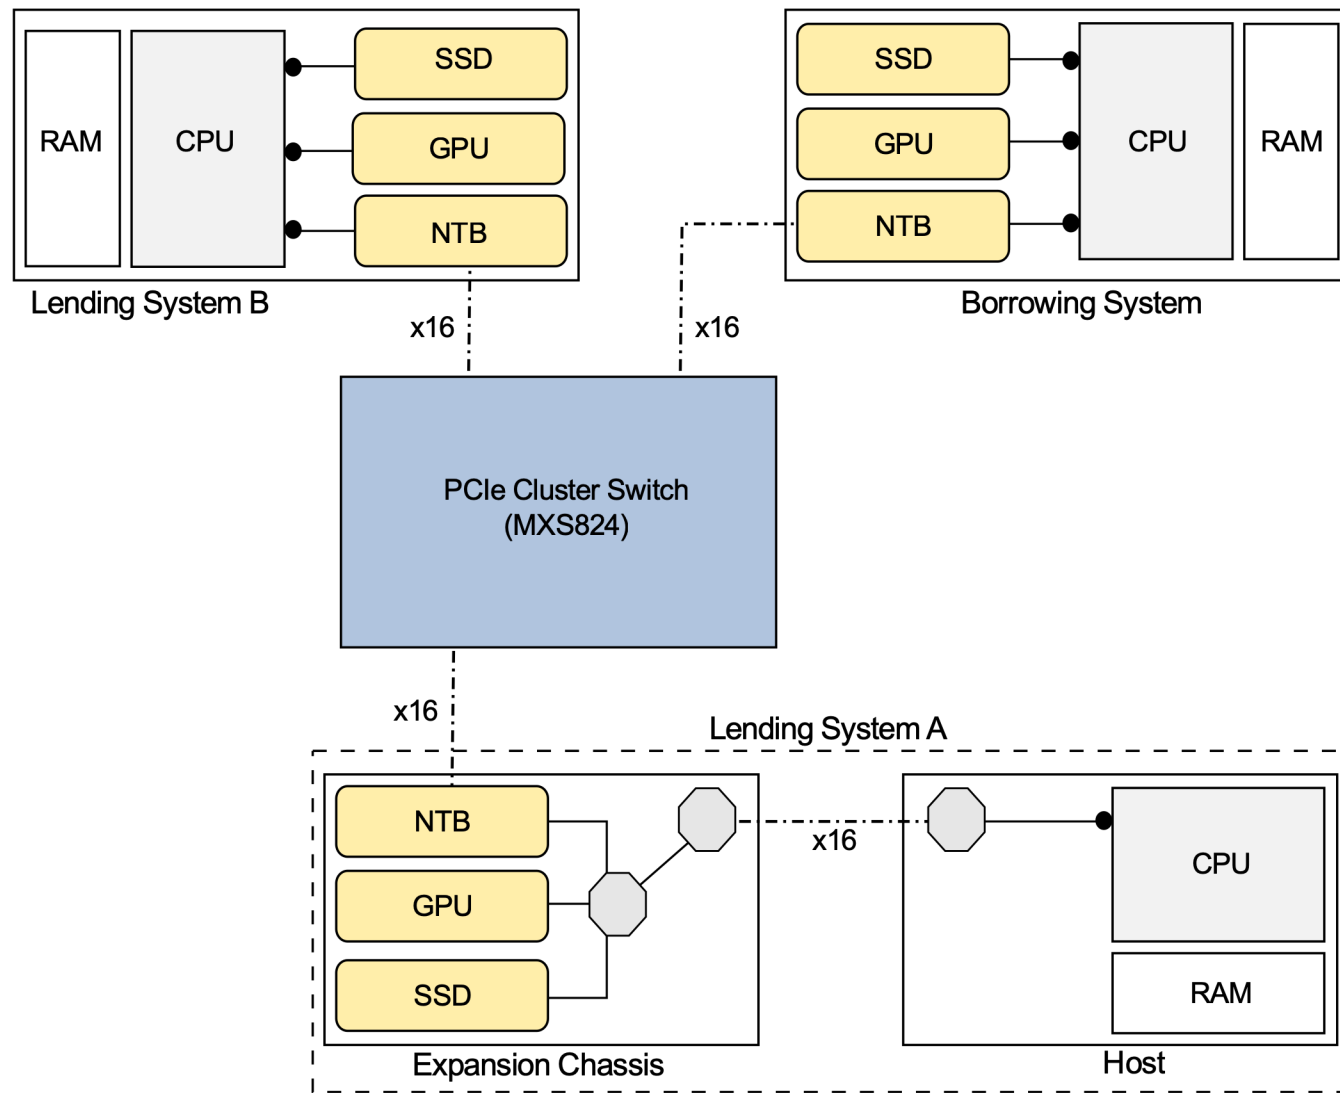 SSD
RAM
CPU
GPU
NTB
Lending System B
x16
SSD
GPU
CPU
RAM
NTB
Borrowing System
x16
PCIe Cluster Switch
(MXS824)
x16
Lending System A
NTB
GPU
SSD
Expansion Chassis
x16
CPU
RAM
Host